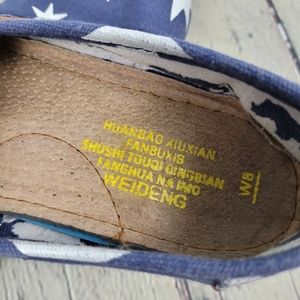 HUANBAO XIUXIAN
FANBUXIE
SHUSHI TOUQI QINGBIAN
FANGHUA NAIMO
WEIDENG
W8